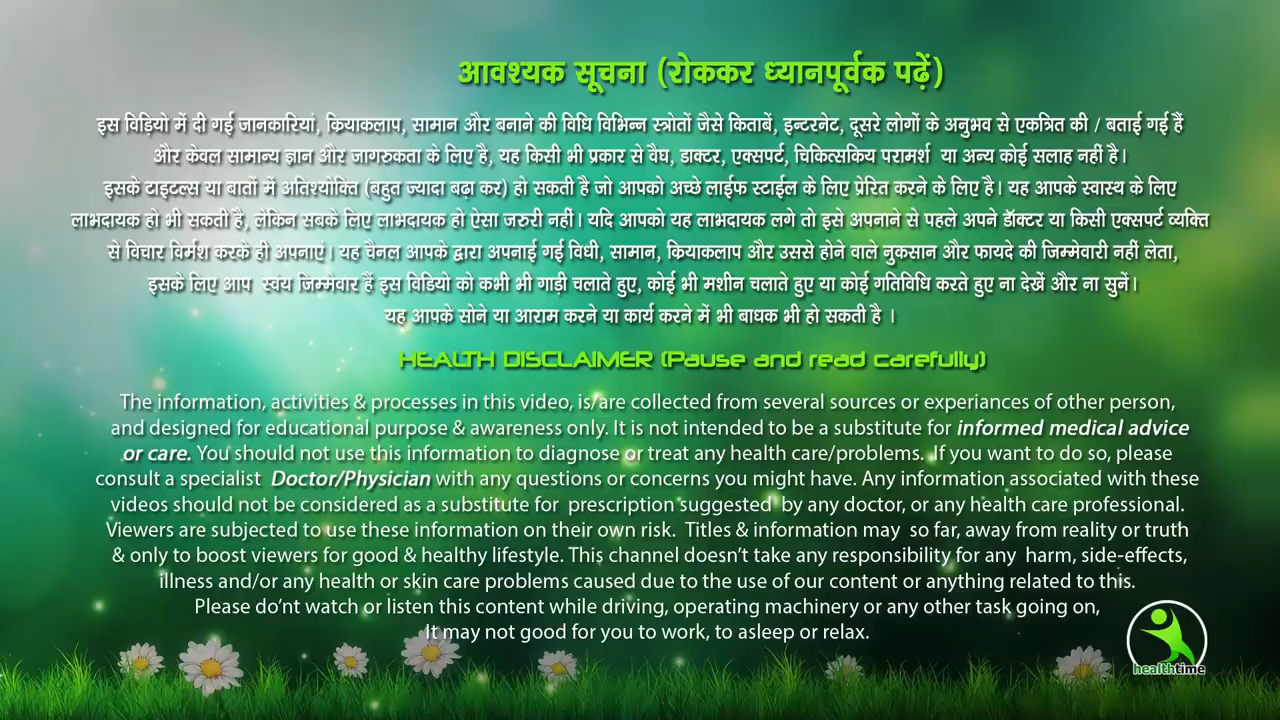 आवश्यक सूचना (रोककर ध्यानपूर्वक पढ़ें)
इस विड़ियो में दी गई जानकारियां, क्रियाकलाप, सामान और बनाने की विधि विभिन्न स्त्रोतों जैसे किताबें, इन्टरनेट, दूसरे लोगों के अनुभव से एकत्रित की / बताई गई हैं
और केवल सामान्य ज्ञान और जागरुकता के लिए है, यह किसी भी प्रकार से वैघ, डाक्टर, एक्सपर्ट, चिकित्सकिय परामर्श या अन्य कोई सलाह नहीं है।
इसके टाइटल्स या बातों में अतिश्योक्ति (बहुत ज्यादा बढ़ा कर) हो सकती है जो आपको अच्छे लाईफ स्टाईल के लिए प्रेरित करने के लिए है। यह आपके स्वास्थ के लिए
लाभदायक हो भी सकती है, लेकिन सबके लिए लाभदायक हो ऐसा जरुरी नहीं। यदि आपको यह लाभदायक लगे तो इसे अपनाने से पहले अपने डॅाक्टर या किसी एक्सपर्ट व्यक्ति
से विचार विर्मश करके ही अपनाएं। यह चैनल आपके द्वारा अपनाई गई विधी, सामान, क्रियाकलाप और उससे होने वाले नुकसान और फायदे की जिम्मेवारी नहीं लेता,
इसके लिए आप स्वंय जिम्मेवार हैं इस विडियो को कभी भी गाड़ी चलाते हुए, कोई भी मशीन चलाते हुए या कोई गतिविधि करते हुए ना देखें और ना सुनें।
यह आपके सोने या आराम करने या कार्य करने में भी बाधक भी हो सकती है ।
HEALTH DISCLAIMER (Pause and read carefully)
The information, activities & processes in this video, is/are collected from several sources or experiances of other person,
and designed for educational purpose & awareness only. It is not intended to be a substitute for informed medical advice
or care. You should not use this information to diagnose or treat any health care/problems. If you want to do so, please
consult a specialist Doctor/Physician with any questions or concerns you might have. Any information associated with these
videos should not be considered as a substitute for prescription suggested by any doctor, or any health care professional.
Viewers are subjected to use these information on their own risk. Titles & information may so far, away from reality or truth
& only to boost viewers for good & healthy lifestyle. This channel doesn't take any responsibility for any harm, side-effects,
illness and/or any health or skin care problems caused due to the use of our content or anything related to this.
Please do'nt watch or listen this content while driving, operating machinery or any other task going on,
It may not good for you to work, to asleep or relax.
healthtime